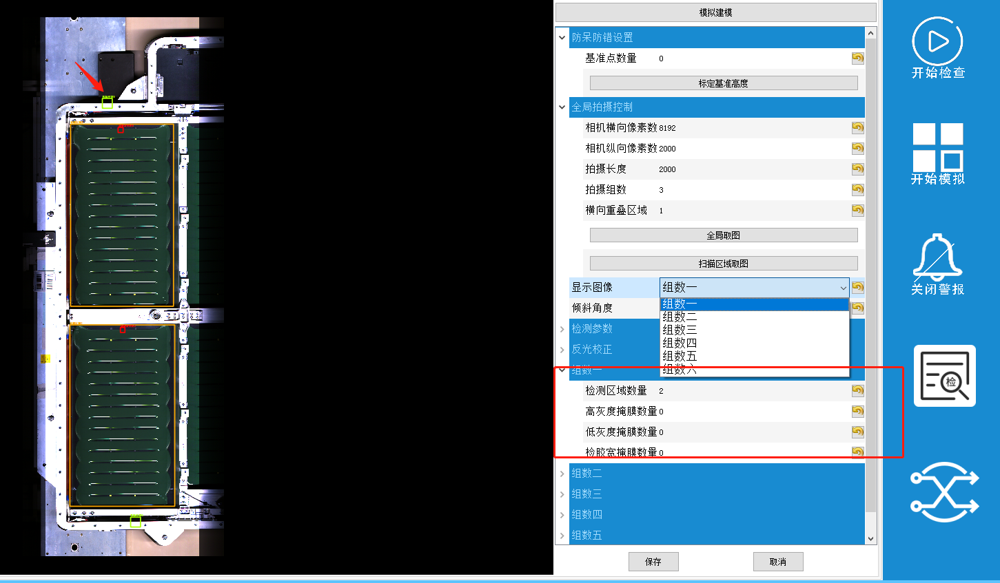 模拟建模
防呆防错设置
基准点数量 0
标定基准高度
全局拍摄控制
相机横向像素数 8192
相机纵向像素数 2000
拍摄长度 2000
拍摄组数 3
横向重叠区域 1
全局取图
扫描区域取图
显示图像 组数一
组数一
倾斜角度
组数二
组数三
检测参数
组数四
反光校正
组数五
组数一
组数六
检测区域数量 2
高灰度掩膜数量 0
低灰度掩膜数量 0
检胶宽掩膜数量 0
组数二
组数三
组数四
组数五
保存
取消
开始检查
开始模拟
关闭警报
检